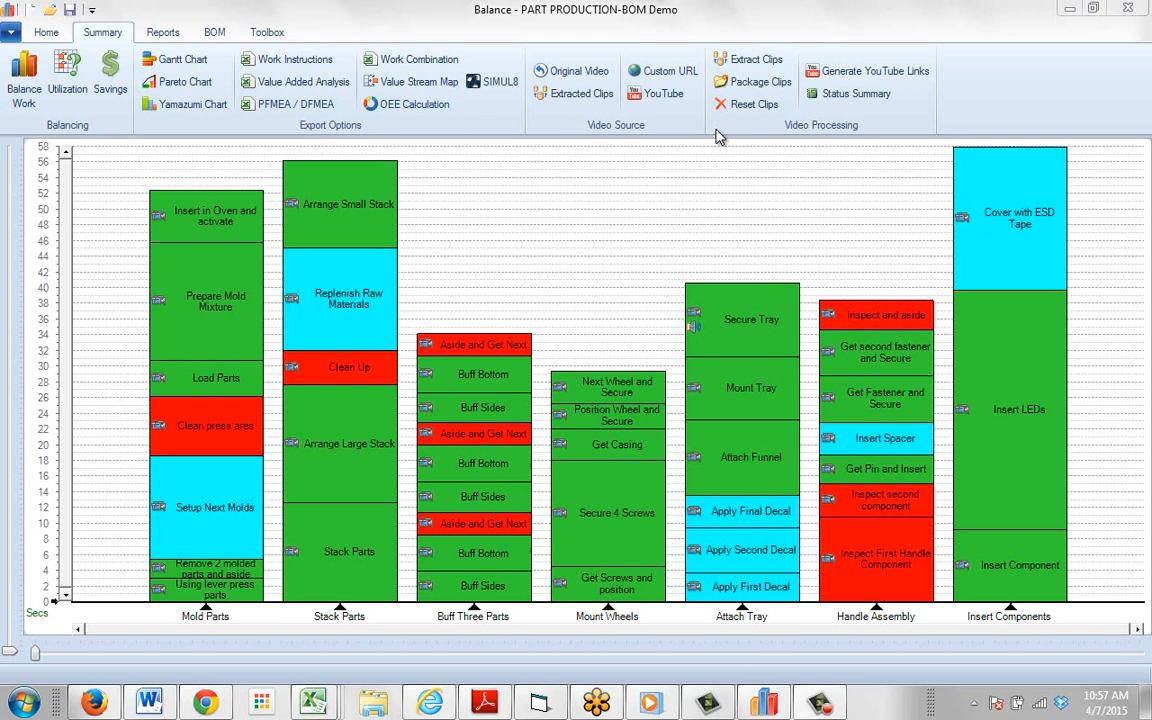 Balance - PART PRODUCTION-BOM Demo
Home Summary Reports BOM Toolbox
Gantt Chart Work Instructions Work Combination Original Video Custom URL Extract Clips Generate YouTube Links
Balance Work Utilization Savings Pareto Chart Value Added Analysis Value Stream Map SIMUL8 Extracted Clips YouTube Package Clips Status Summary
Yamazumi Chart PFMEA / DFMEA OEE Calculation Reset Clips
Balancing Export Options Video Source Video Processing
58
56
54
52
50
48
46
44
42
40
38
36
34
32
30
28
26
24
22
20
18
16
14
12
10
8
6
4
2
0
Secs
Insert in Oven and
activate
Prepare Mold
Mixture
Load Parts
Clean press ares
Setup Next Molds
Remove 2 molded
parts and aside
Using lever press
parts
Mold Parts
Arrange Small Stack
Replenish Raw
Materials
Clean Up
Arrange Large Stack
Stack Parts
Stack Parts
Aside and Get Next
Buff Bottom
Buff Sides
Aside and Get Next
Buff Bottom
Buff Sides
Aside and Get Next
Buff Bottom
Buff Sides
Buff Three Parts
Next Wheel and
Secure
Position Wheel and
Secure
Get Casing
Secure 4 Screws
Get Screws and
position
Mount Wheels
Secure Tray
Mount Tray
Attach Funnel
Apply Final Decal
Apply Second Decal
Apply First Decal
Attach Tray
Inspect and aside
Get second fastener
and Secure
Get Fastener and
Secure
Insert Spacer
Get Pin and Insert
Inspect second
component
Inspect First Handle
Component
Handle Assembly
Cover with ESD
Tape
Insert LEDs
Insert Component
Insert Components
10:57 AM
4/7/2015